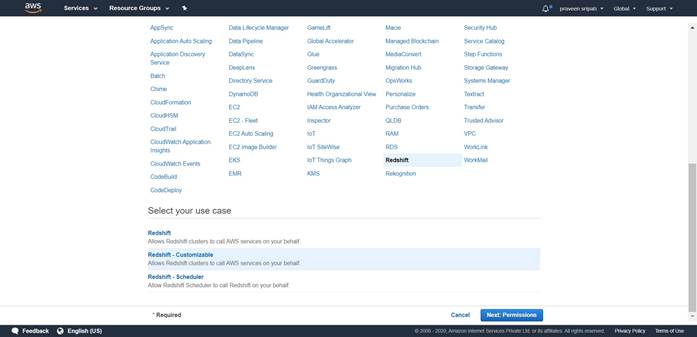 aws Services Resource Groups praveen sripati Global Support
AppSync Data Lifecycle Manager GameLift Macie Security Hub
Application Auto Scaling Data Pipeline Global Accelerator Managed Blockchain Service Catalog
Application Discovery Service DataSync Glue MediaConvert Step Functions
Batch DeepLens Greengrass Migration Hub Storage Gateway
Chime Directory Service GuardDuty OpsWorks Systems Manager
CloudFormation DynamoDB Health Organizational View Personalize Textract
CloudHSM EC2 IAM Access Analyzer Purchase Orders Transfer
CloudTrail EC2 - Fleet Inspector QLDB Trusted Advisor
CloudWatch Application Insights EC2 Auto Scaling IoT RAM VPC
CloudWatch Events EC2 Image Builder IoT SiteWise RDS WorkLink
CodeBuild EKS IoT Things Graph Redshift WorkMail
CodeDeploy EMR KMS Rekognition
Select your use case
Redshift
Allows Redshift clusters to call AWS services on your behalf.
Redshift - Customizable
Allows Redshift clusters to call AWS services on your behalf.
Redshift - Scheduler
Allow Redshift Scheduler to call Redshift on your behalf.
* Required Cancel Next: Permissions
Feedback English (US) © 2008 - 2020, Amazon Internet Services Private Ltd. or its affiliates. All rights reserved. Privacy Policy Terms of Use